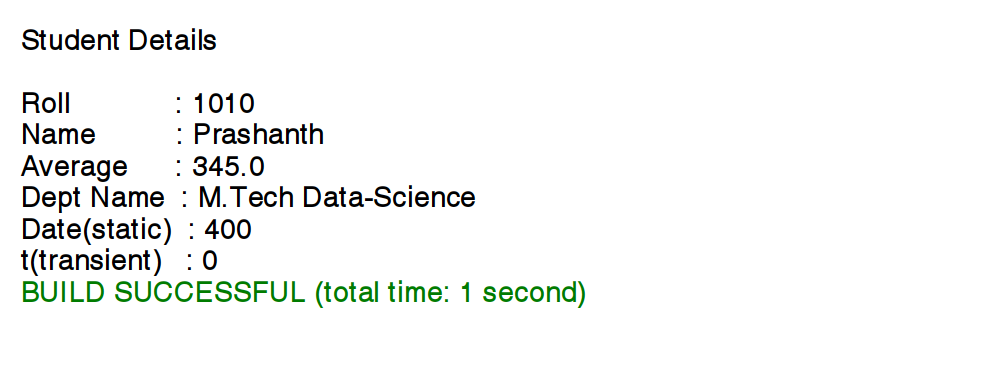 Student Details
Roll : 1010
Name : Prashanth
Average : 345.0
Dept Name : M.Tech Data-Science
Date(static) : 400
t(transient) : 0
BUILD SUCCESSFUL (total time: 1 second)